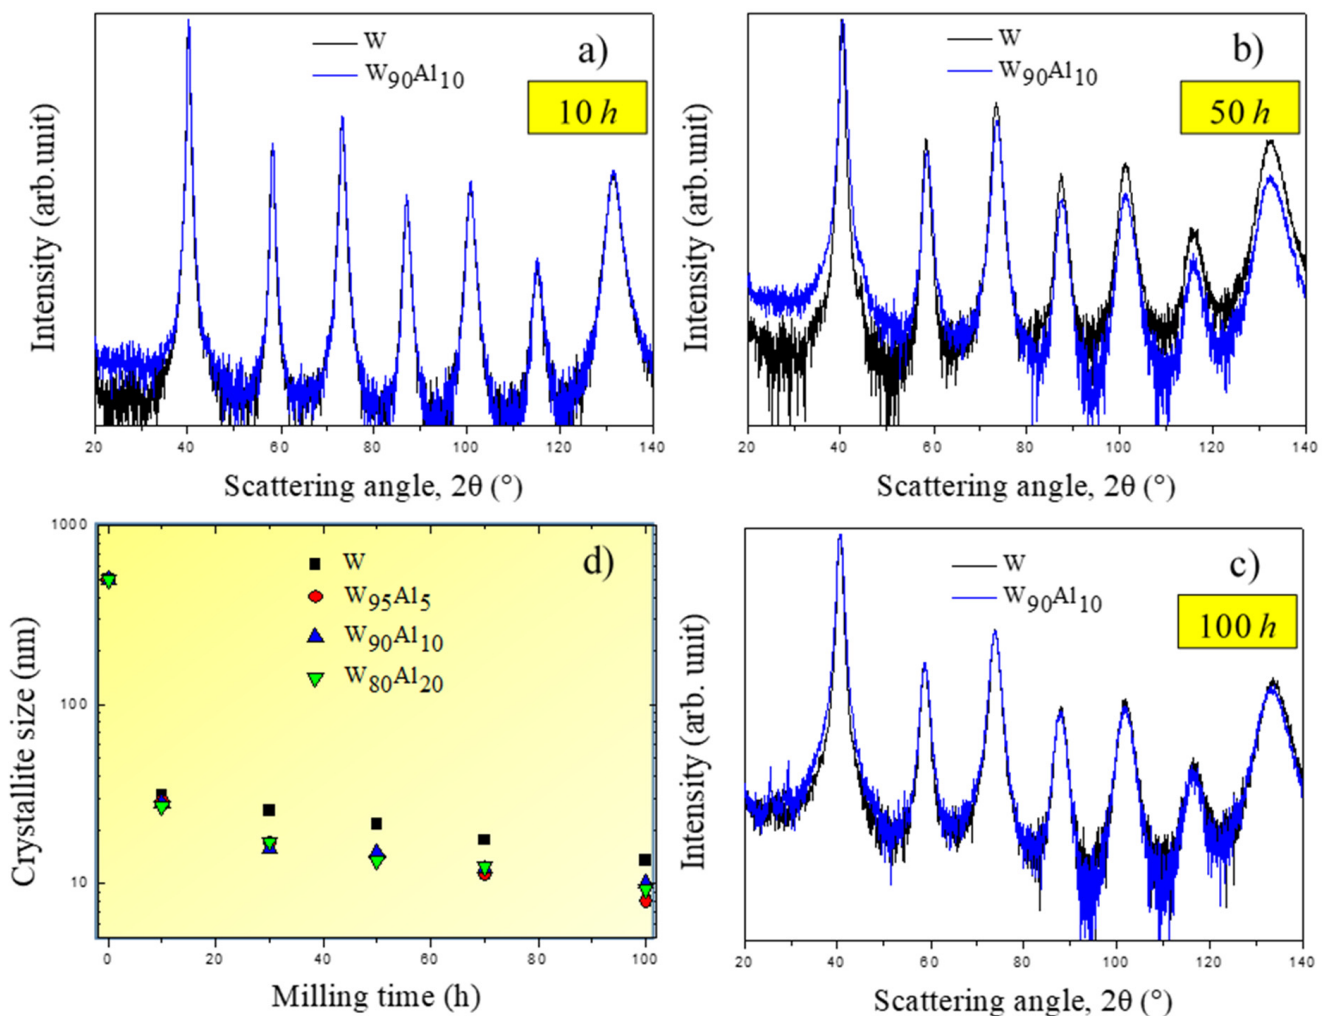 W
W90Al10
a)
10 h
Intensity (arb.unit)
20 40 60 80 100 120 140
Scattering angle, 2θ (°)
W
W90Al10
b)
50 h
Intensity (arb.unit)
20 40 60 80 100 120 140
Scattering angle, 2θ (°)
1000
100
10
W
W95Al5
W90Al10
W80Al20
d)
Crystallite size (nm)
0 20 40 60 80 100
Milling time (h)
W
W90Al10
c)
100 h
Intensity (arb. unit)
20 40 60 80 100 120 140
Scattering angle, 2θ (°)